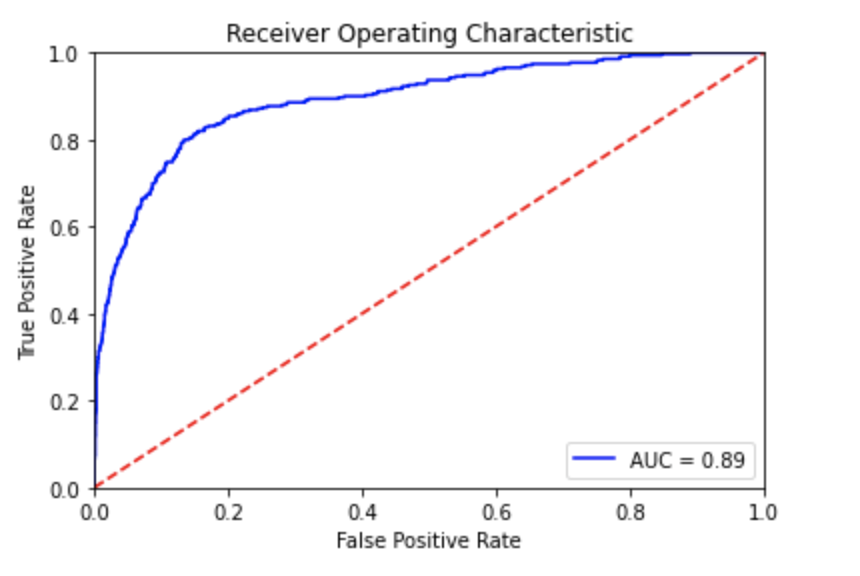 Receiver Operating Characteristic
1.0
0.8
0.6
0.4
0.2
0.0
True Positive Rate
AUC = 0.89
0.0 0.2 0.4 0.6 0.8 1.0
False Positive Rate